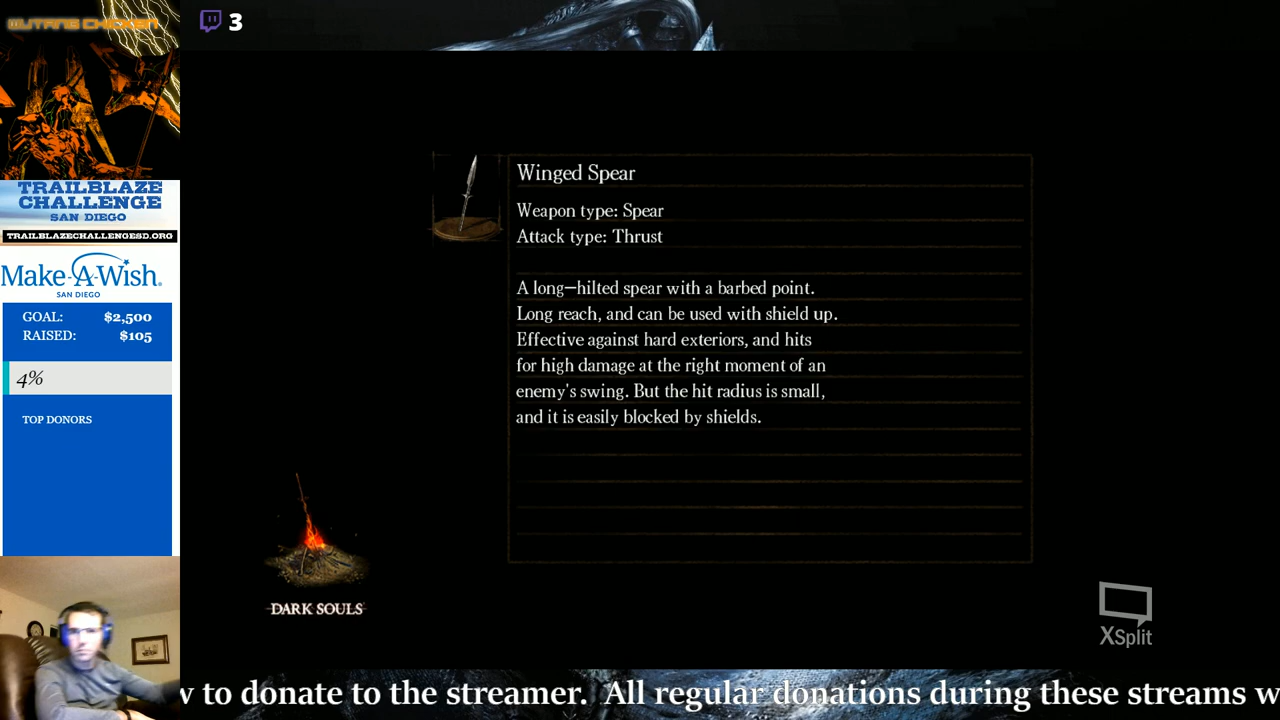 WUTANG CHICKEN
3
TRAILBLAZE
CHALLENGE
SAN DIEGO
TRAILBLAZECHALLENGESD.ORG
Make-A-Wish.
SAN DIEGO
GOAL: $2,500
RAISED: $105
4%
TOP DONORS
Winged Spear
Weapon type: Spear
Attack type: Thrust
A long-hilted spear with a barbed point.
Long reach, and can be used with shield up.
Effective against hard exteriors, and hits
for high damage at the right moment of an
enemy's swing. But the hit radius is small,
and it is easily blocked by shields.
DARK SOULS
XSplit
to donate to the streamer. All regular donations during these streams w